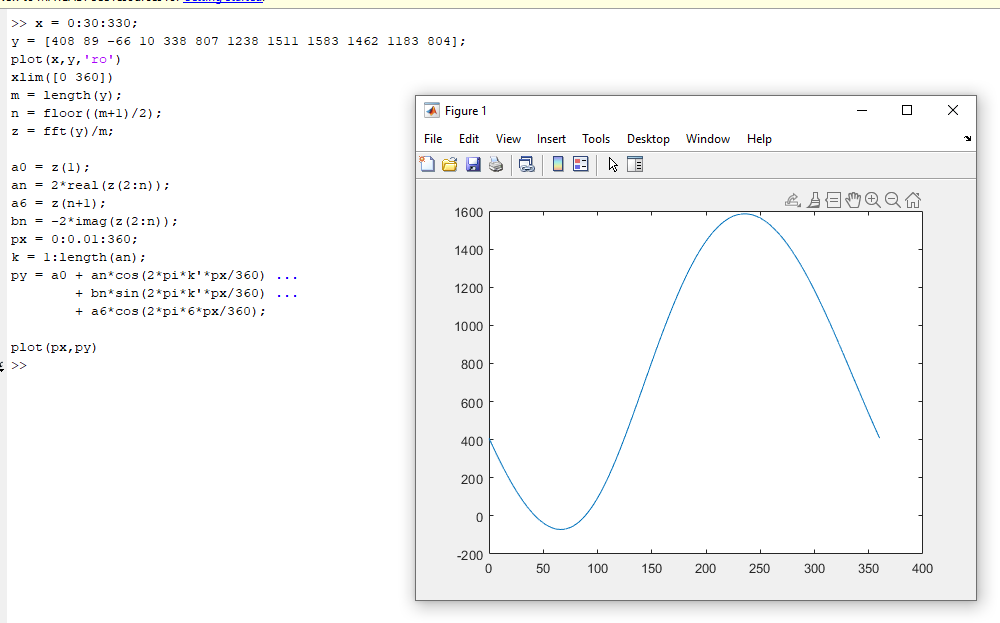 >> x = 0:30:330;
y = [408 89 -66 10 338 807 1238 1511 1583 1462 1183 804];
plot(x,y,'ro')
xlim([0 360])
m = length(y);
n = floor((m+1)/2);
z = fft(y)/m;
a0 = z(1);
an = 2*real(z(2:n));
a6 = z(n+1);
bn = -2*imag(z(2:n));
px = 0:0.01:360;
k = 1:length(an);
py = a0 + an*cos(2*pi*k'*px/360) ...
+ bn*sin(2*pi*k'*px/360) ...
+ a6*cos(2*pi*6*px/360);
plot(px,py)
>>
Figure 1
File Edit View Insert Tools Desktop Window Help
1600
1400
1200
1000
800
600
400
200
0
-200
0 50 100 150 200 250 300 350 400